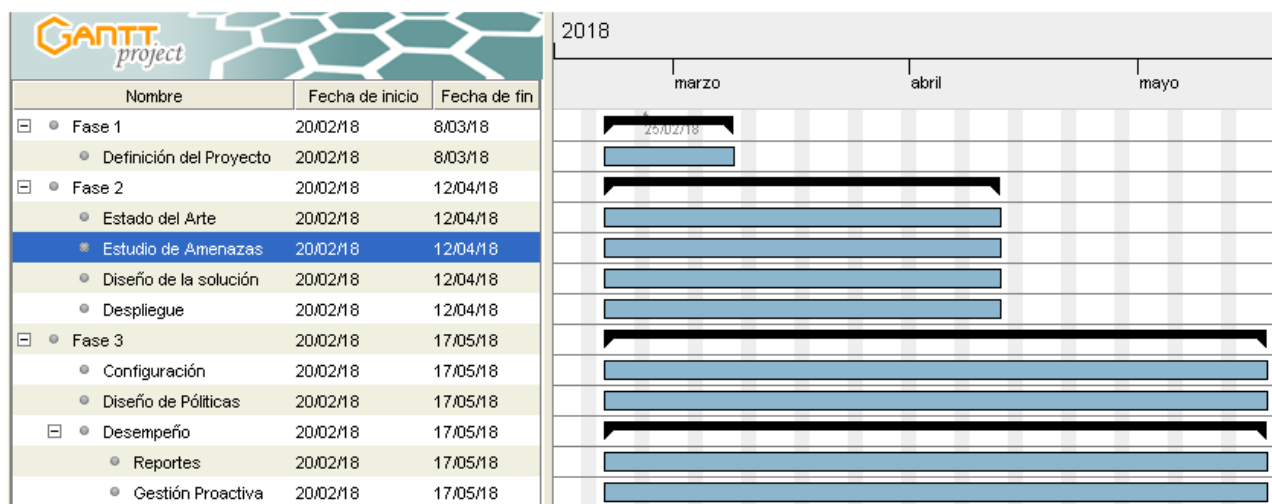 GANTT
project
2018
marzo abril mayo
Nombre Fecha de inicio Fecha de fin
Fase 1 20/02/18 8/03/18
25/02/18
Definición del Proyecto 20/02/18 8/03/18
Fase 2 20/02/18 12/04/18
Estado del Arte 20/02/18 12/04/18
Estudio de Amenazas 20/02/18 12/04/18
Diseño de la solución 20/02/18 12/04/18
Despliegue 20/02/18 12/04/18
Fase 3 20/02/18 17/05/18
Configuración 20/02/18 17/05/18
Diseño de Póliticas 20/02/18 17/05/18
Desempeño 20/02/18 17/05/18
Reportes 20/02/18 17/05/18
Gestión Proactiva 20/02/18 17/05/18